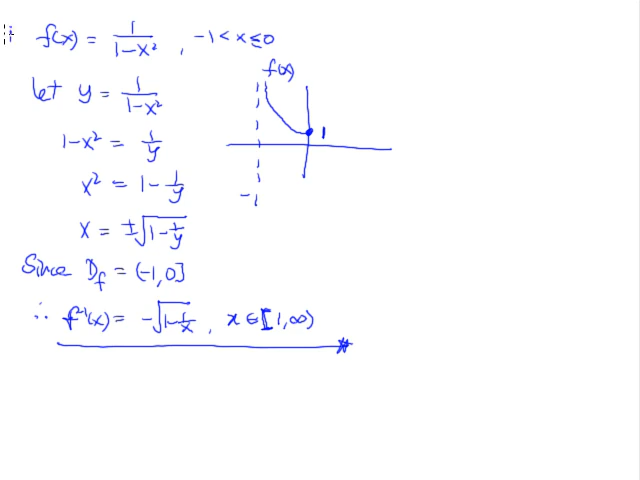 i
f(x) = 1/(1-x²) , -1 < x ≤ 0
let y = 1/(1-x²)
f(x)
1-x² = 1/y
1
x² = 1 - 1/y
-1
x = ±√(1-1/y)
Since D_f = (-1, 0]
∴ f⁻¹(x) = -√(1-1/x) , x ∈ [1, ∞)